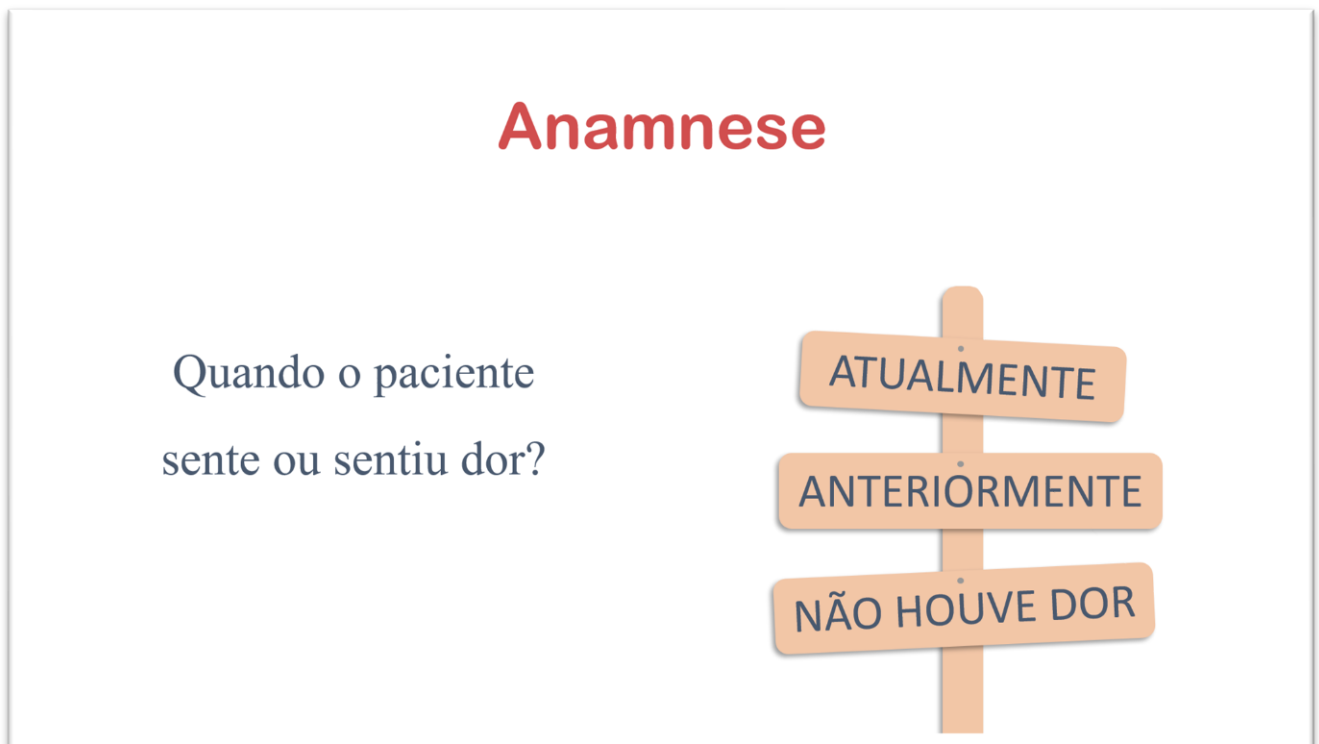 Anamnese
Quando o paciente
sente ou sentiu dor?
ATUALMENTE
ANTERIORMENTE
NÃO HOUVE DOR